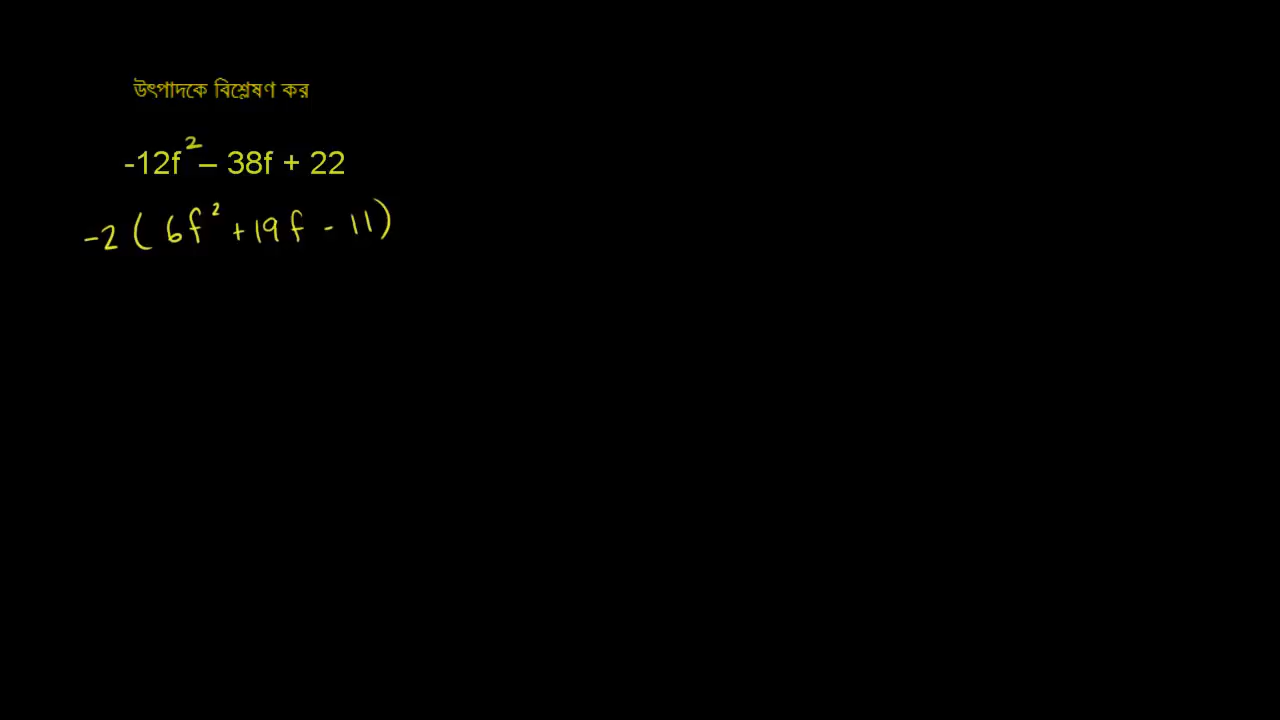 উৎপাদকে বিশ্লেষণ কর
-12f² – 38f + 22
-2 ( 6f² + 19f - 11)